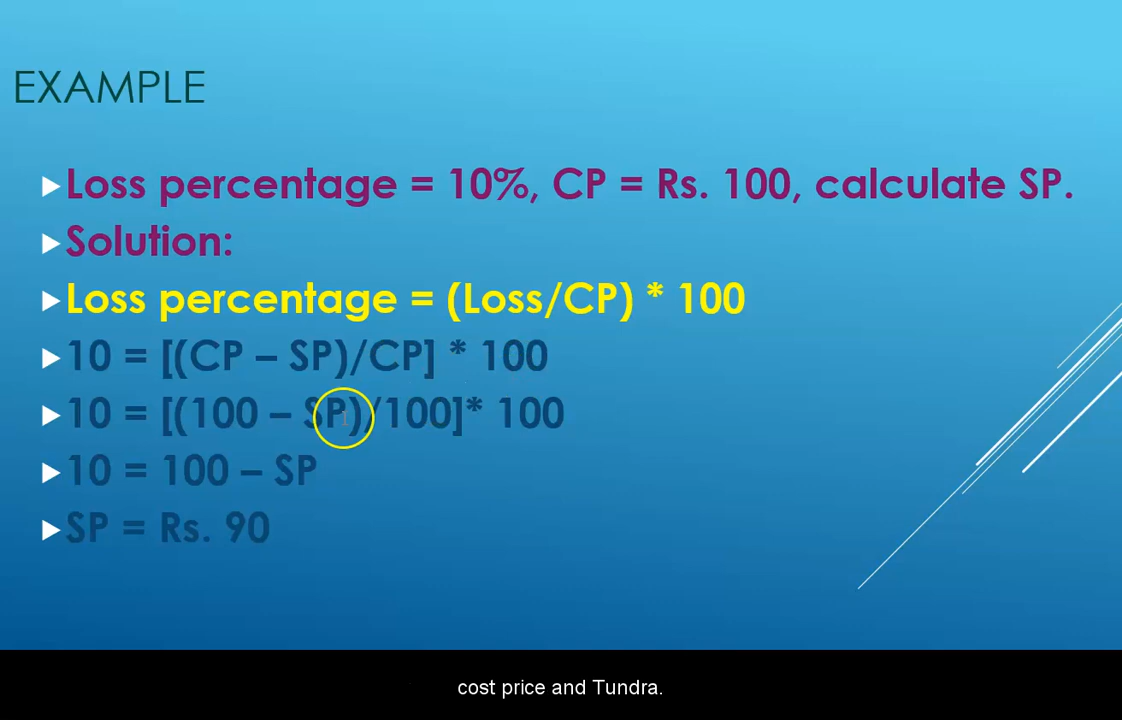 EXAMPLE
Loss percentage = 10%, CP = Rs. 100, calculate SP.
Solution:
Loss percentage = (Loss/CP) * 100
10 = [(CP – SP)/CP] * 100
10 = [(100 – SP)/100]* 100
10 = 100 – SP
SP = Rs. 90
cost price and Tundra.